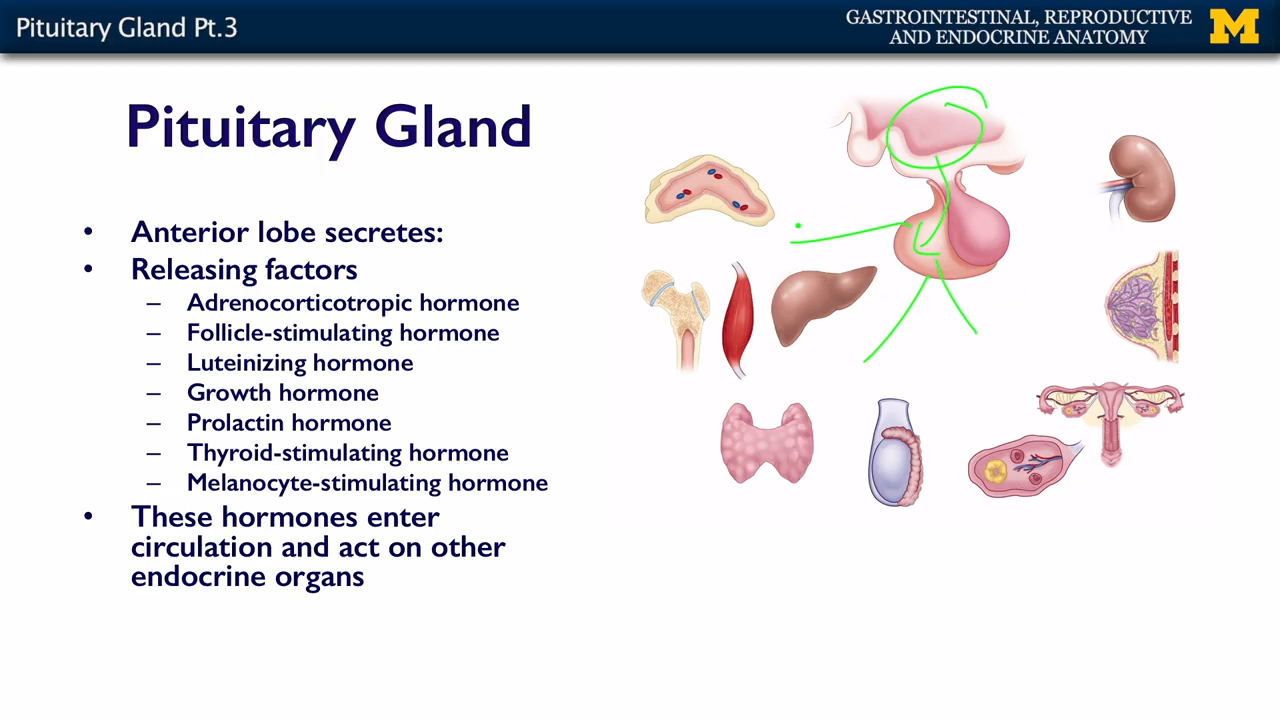 Pituitary Gland Pt.3
GASTROINTESTINAL, REPRODUCTIVE
AND ENDOCRINE ANATOMY
M
Pituitary Gland
• Anterior lobe secretes:
• Releasing factors
– Adrenocorticotropic hormone
– Follicle-stimulating hormone
– Luteinizing hormone
– Growth hormone
– Prolactin hormone
– Thyroid-stimulating hormone
– Melanocyte-stimulating hormone
• These hormones enter
circulation and act on other
endocrine organs